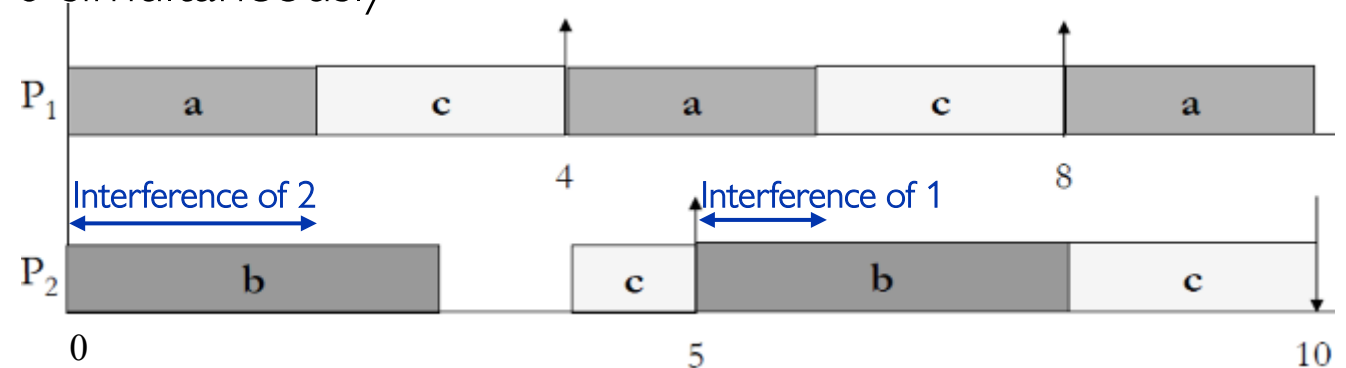 P1 a c a c a
4 8
Interference of 2 Interference of 1
P2 b c b c
0 5 10